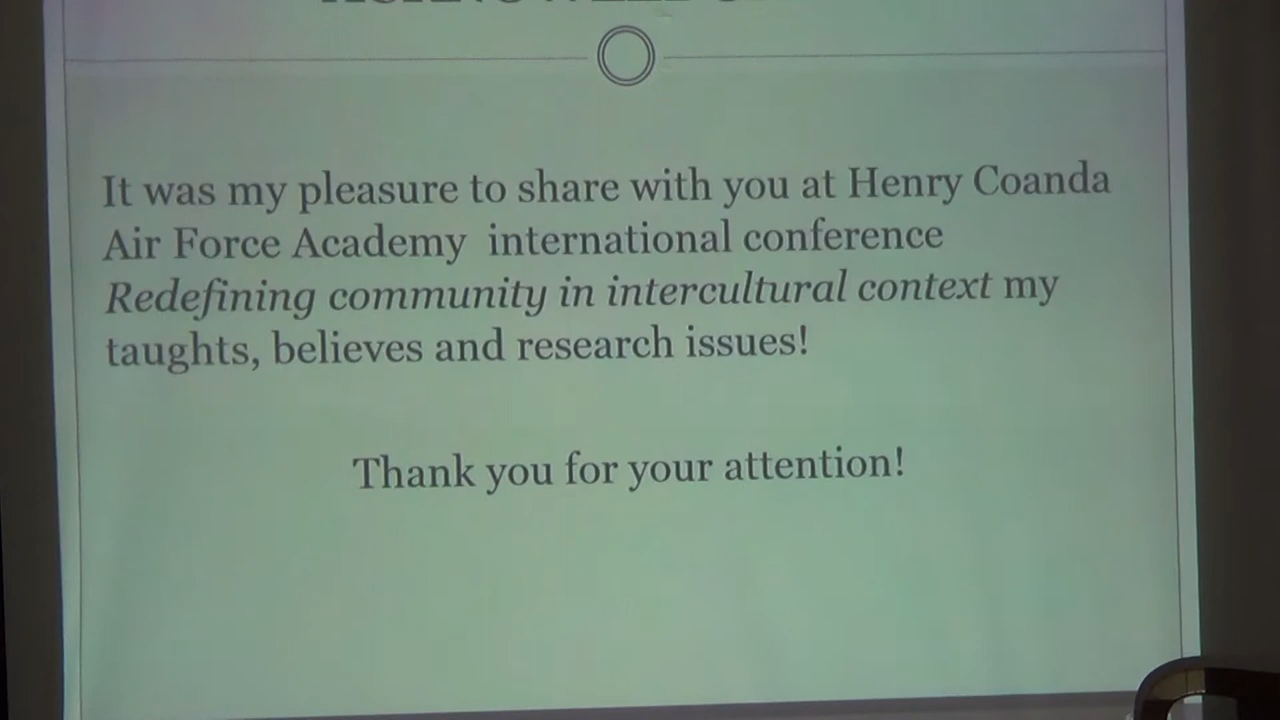 It was my pleasure to share with you at Henry Coanda
Air Force Academy international conference
Redefining community in intercultural context my
taughts, believes and research issues!
Thank you for your attention!